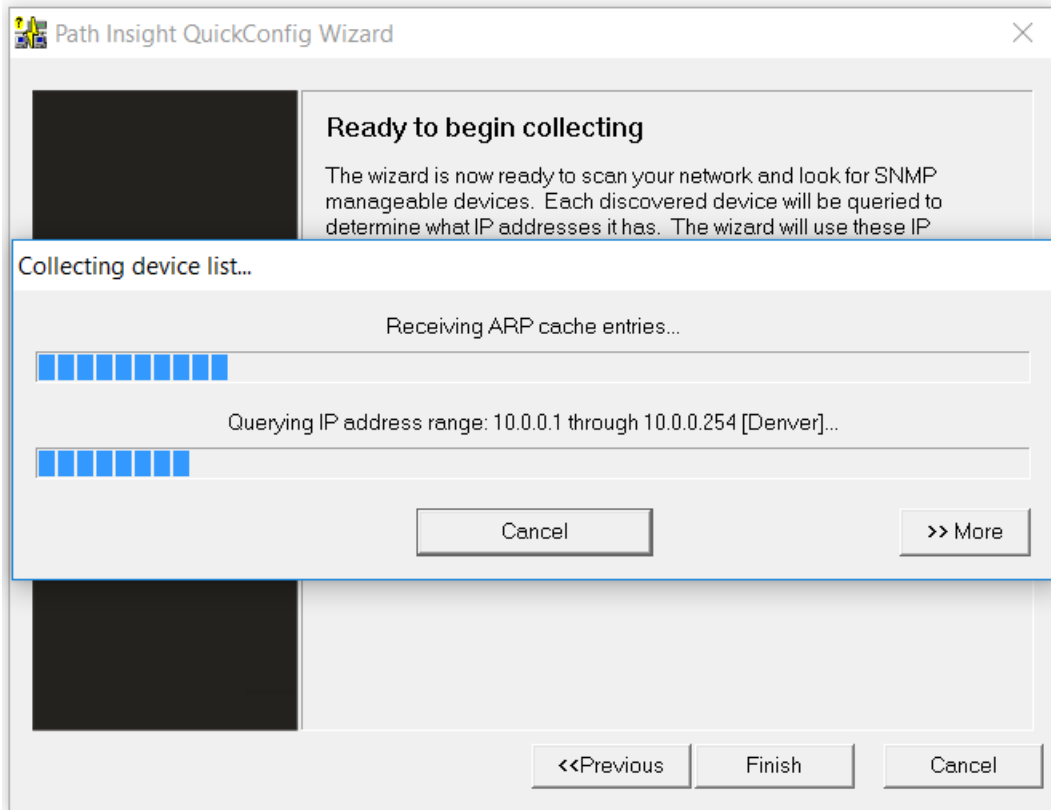 Path Insight QuickConfig Wizard
Ready to begin collecting
The wizard is now ready to scan your network and look for SNMP
manageable devices. Each discovered device will be queried to
determine what IP addresses it has. The wizard will use these IP
Collecting device list...
Receiving ARP cache entries...
Querying IP address range: 10.0.0.1 through 10.0.0.254 [Denver]...
Cancel
>> More
<<Previous
Finish
Cancel